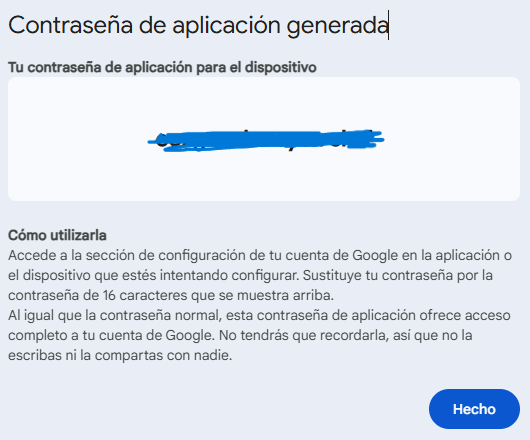 Contraseña de aplicación generada
Tu contraseña de aplicación para el dispositivo
Cómo utilizarla
Accede a la sección de configuración de tu cuenta de Google en la aplicación o
el dispositivo que estés intentando configurar. Sustituye tu contraseña por la
contraseña de 16 caracteres que se muestra arriba.
Al igual que la contraseña normal, esta contraseña de aplicación ofrece acceso
completo a tu cuenta de Google. No tendrás que recordarla, así que no la
escribas ni la compartas con nadie.
Hecho